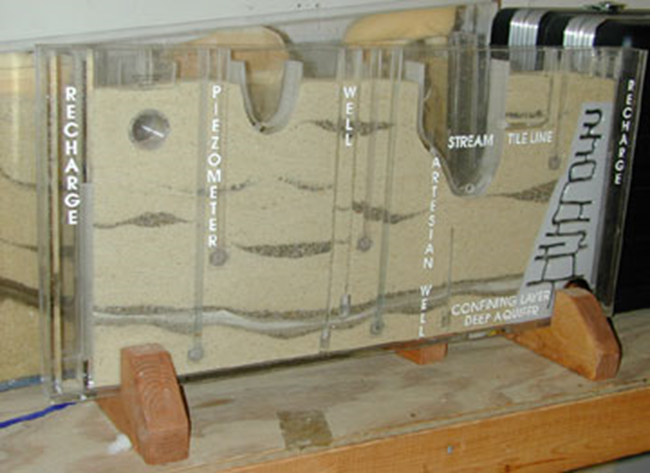 RECHARGE
PIEZOMETER
WELL
ARTESIAN WELL
STREAM
TILE LINE
CONFINING LAYER
DEEP AQUIFER
RECHARGE